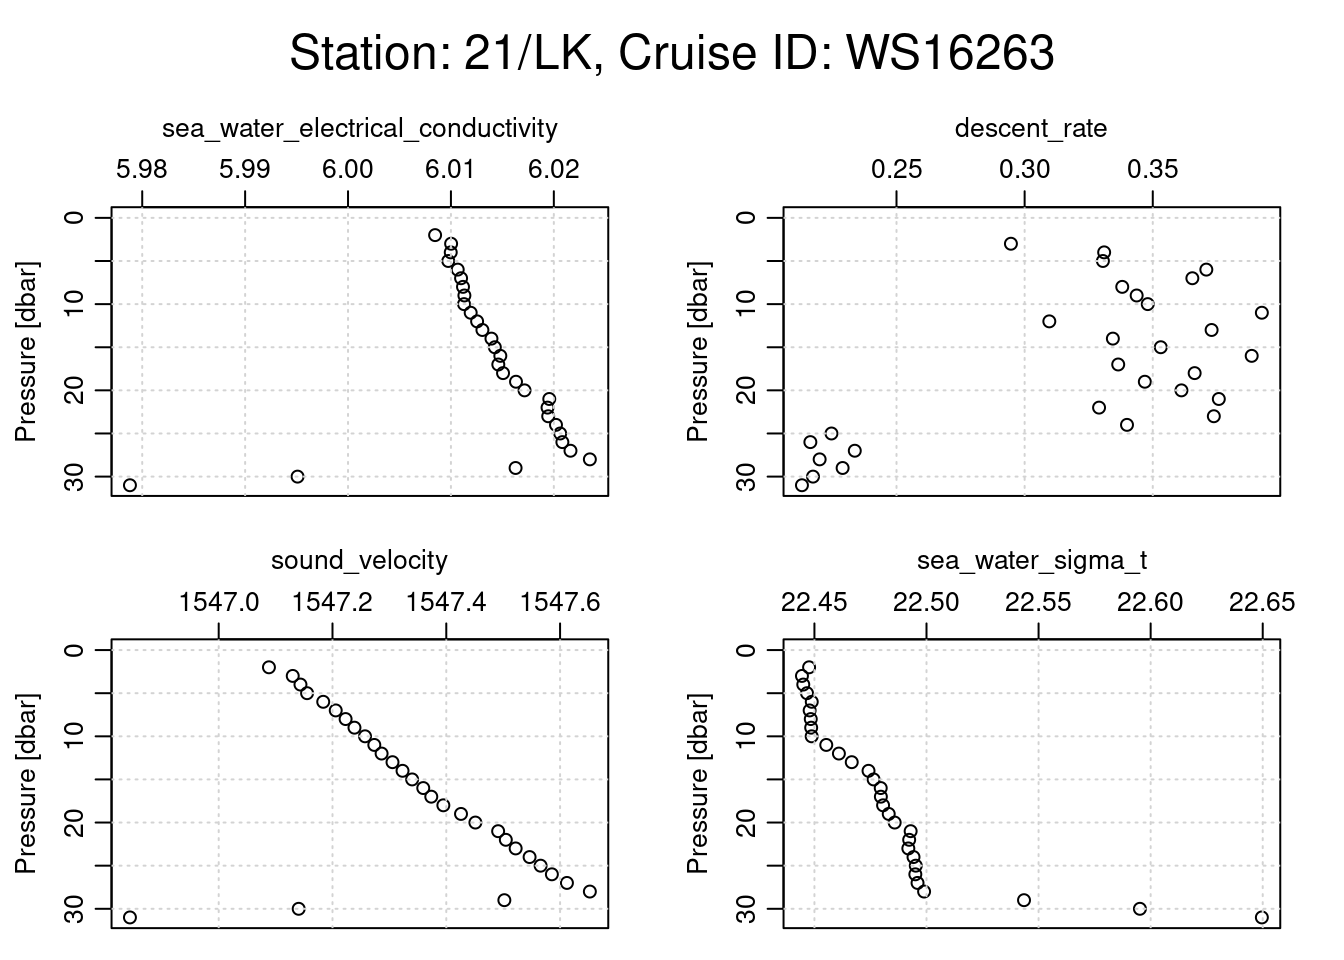 Station: 21/LK, Cruise ID: WS16263
sea_water_electrical_conductivity
5.98 5.99 6.00 6.01 6.02
Pressure [dbar]
0
10
20
30
descent_rate
0.25 0.30 0.35
Pressure [dbar]
0
10
20
30
sound_velocity
1547.0 1547.2 1547.4 1547.6
Pressure [dbar]
0
10
20
30
sea_water_sigma_t
22.45 22.50 22.55 22.60 22.65
Pressure [dbar]
0
10
20
30